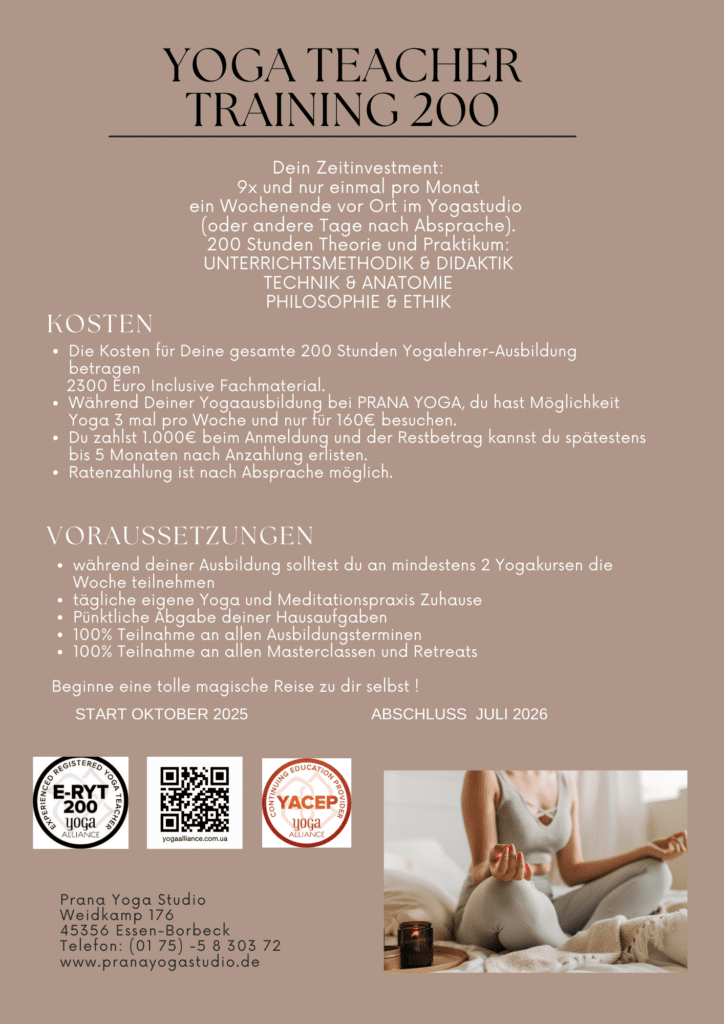 YOGA TEACHER
TRAINING 200
Dein Zeitinvestment:
9x und nur einmal pro Monat
ein Wochenende vor Ort im Yogastudio
(oder andere Tage nach Absprache).
200 Stunden Theorie und Praktikum:
UNTERRICHTSMETHODIK & DIDAKTIK
TECHNIK & ANATOMIE
PHILOSOPHIE & ETHIK
KOSTEN
• Die Kosten für Deine gesamte 200 Stunden Yogalehrer-Ausbildung
betragen
2300 Euro Inclusive Fachmaterial.
• Während Deiner Yogaausbildung bei PRANA YOGA, du hast Möglichkeit
Yoga 3 mal pro Woche und nur für 160€ besuchen.
• Du zahlst 1.000€ beim Anmeldung und der Restbetrag kannst du spätestens
bis 5 Monaten nach Anzahlung erlisten.
• Ratenzahlung ist nach Absprache möglich.
VORAUSSETZUNGEN
• während deiner Ausbildung solltest du an mindestens 2 Yogakursen die
Woche teilnehmen
• tägliche eigene Yoga und Meditationspraxis Zuhause
• Pünktliche Abgabe deiner Hausaufgaben
• 100% Teilnahme an allen Ausbildungsterminen
• 100% Teilnahme an allen Masterclassen und Retreats
Beginne eine tolle magische Reise zu dir selbst !
START OKTOBER 2025 ABSCHLUSS JULI 2026
EXPERIENCED REGISTERED YOGA TEACHER
E-RYT
200
yoga
ALLIANCE
yogaalliance.com.ua
CONTINUING EDUCATION PROVIDER
YACEP
yoga
ALLIANCE
Prana Yoga Studio
Weidkamp 176
45356 Essen-Borbeck
Telefon: (01 75) -5 8 303 72
www.pranayogastudio.de